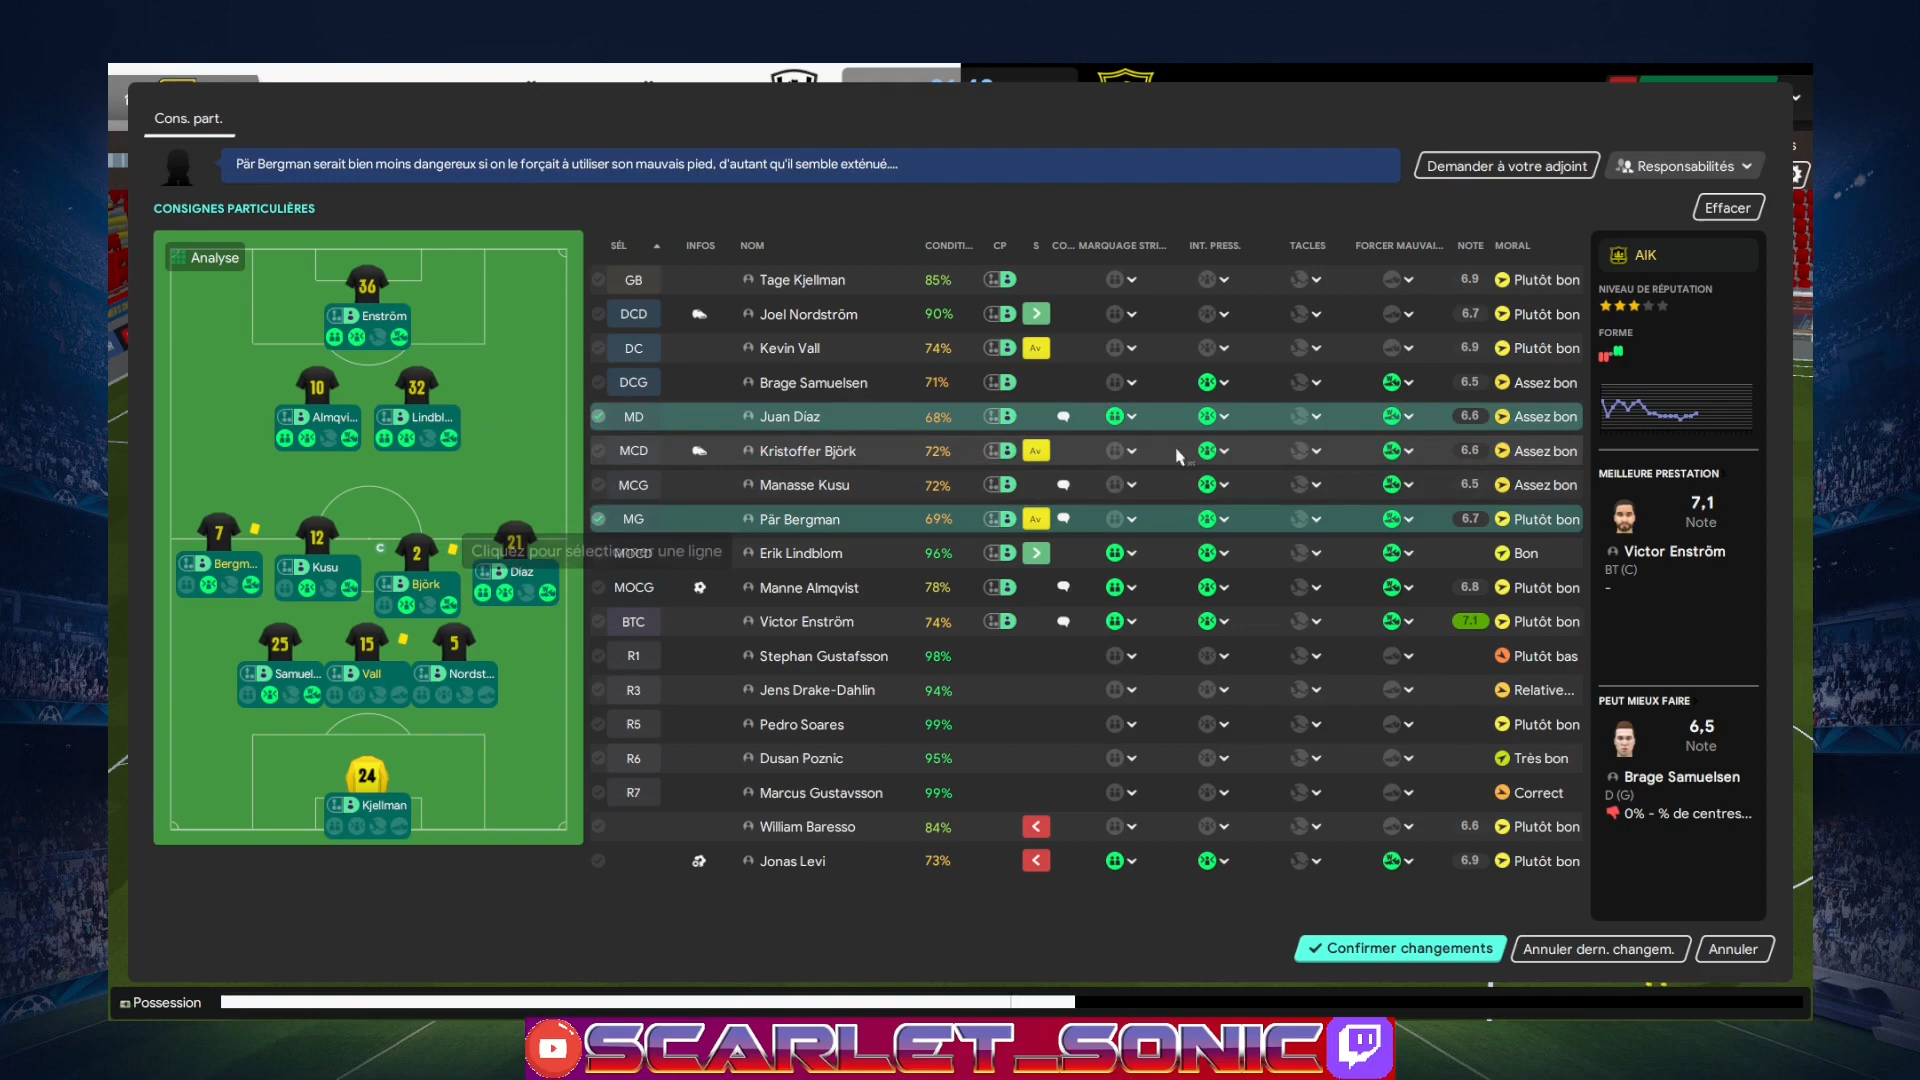 Cons. part.
Pär Bergman serait bien moins dangereux si on le forçait à utiliser son mauvais pied, d'autant qu'il semble exténué....
Demander à votre adjoint
Responsabilités
CONSIGNES PARTICULIÈRES
Effacer
Analyse
36
Enström
10
32
Almqvi...
Lindbl...
7
12
2
21
Bergm...
Kusu
C
Björk
Díaz
25
15
5
Samuel...
Vall
Nordst...
24
Kjellman
Cliquez pour sélectionner une ligne
SÉL INFOS NOM CONDITI... CP S CO... MARQUAGE STRI... INT. PRESS. TACLES FORCER MAUVAI... NOTE MORAL
GB Tage Kjellman 85% 6.9 Plutôt bon
DCD Joel Nordström 90% 6.7 Plutôt bon
DC Kevin Vall 74% Av 6.9 Plutôt bon
DCG Brage Samuelsen 71% 6.5 Assez bon
MD Juan Díaz 68% 6.6 Assez bon
MCD Kristoffer Björk 72% Av 6.6 Assez bon
MCG Manasse Kusu 72% 6.5 Assez bon
MG Pär Bergman 69% Av 6.7 Plutôt bon
MOCD Erik Lindblom 96% Bon
MOCG Manne Almqvist 78% 6.8 Plutôt bon
BTC Victor Enström 74% 7.1 Plutôt bon
R1 Stephan Gustafsson 98% Plutôt bas
R3 Jens Drake-Dahlin 94% Relative...
R5 Pedro Soares 99% Plutôt bon
R6 Dusan Poznic 95% Très bon
R7 Marcus Gustavsson 99% Correct
William Baresso 84% 6.6 Plutôt bon
Jonas Levi 73% 6.9 Plutôt bon
AIK
NIVEAU DE RÉPUTATION
FORME
MEILLEURE PRESTATION
7,1
Note
Victor Enström
BT (C)
-
PEUT MIEUX FAIRE
6,5
Note
Brage Samuelsen
D (G)
0% - % de centres...
Confirmer changements
Annuler dern. changem.
Annuler
Possession
SCARLET_SONIC